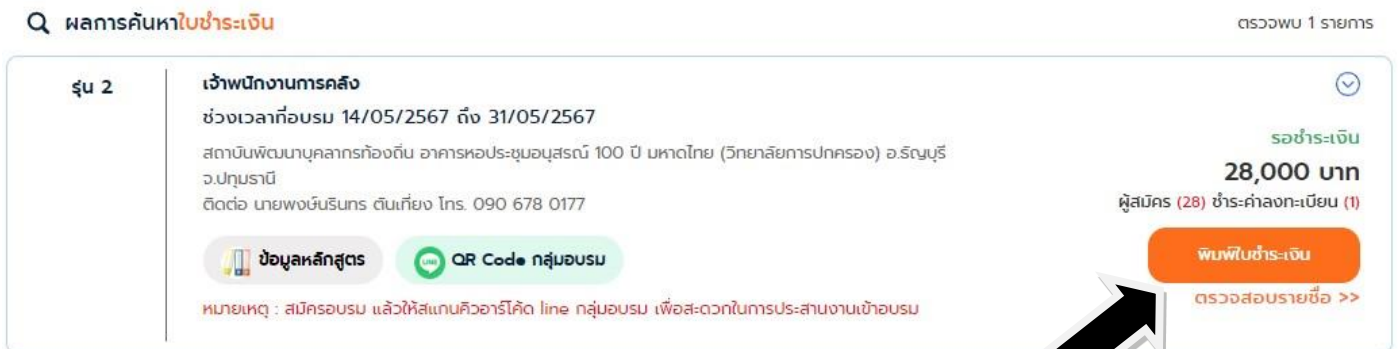 ผลการค้นหาใบชำระเงิน
ตรวจพบ 1 รายการ
รุ่น 2
เจ้าพนักงานการคลัง
ช่วงเวลาที่อบรม 14/05/2567 ถึง 31/05/2567
สถาบันพัฒนาบุคลากรท้องถิ่น อาคารหอประชุมอนุสรณ์ 100 ปี มหาดไทย (วิทยาลัยการปกครอง) อ.ธัญบุรี
จ.ปทุมธานี
ติดต่อ นายพงษ์นรินทร ตันเที่ยง โทร. 090 678 0177
รอชำระเงิน
28,000 บาท
ผู้สมัคร (28) ชำระค่าลงทะเบียน (1)
ข้อมูลหลักสูตร
LINE QR Code กลุ่มอบรม
พิมพ์ใบชำระเงิน
ตรวจสอบรายชื่อ >>
หมายเหตุ : สมัครอบรม แล้วให้สแกนคิวอาร์โค้ด line กลุ่มอบรม เพื่อสะดวกในการประสานงานเข้าอบรม